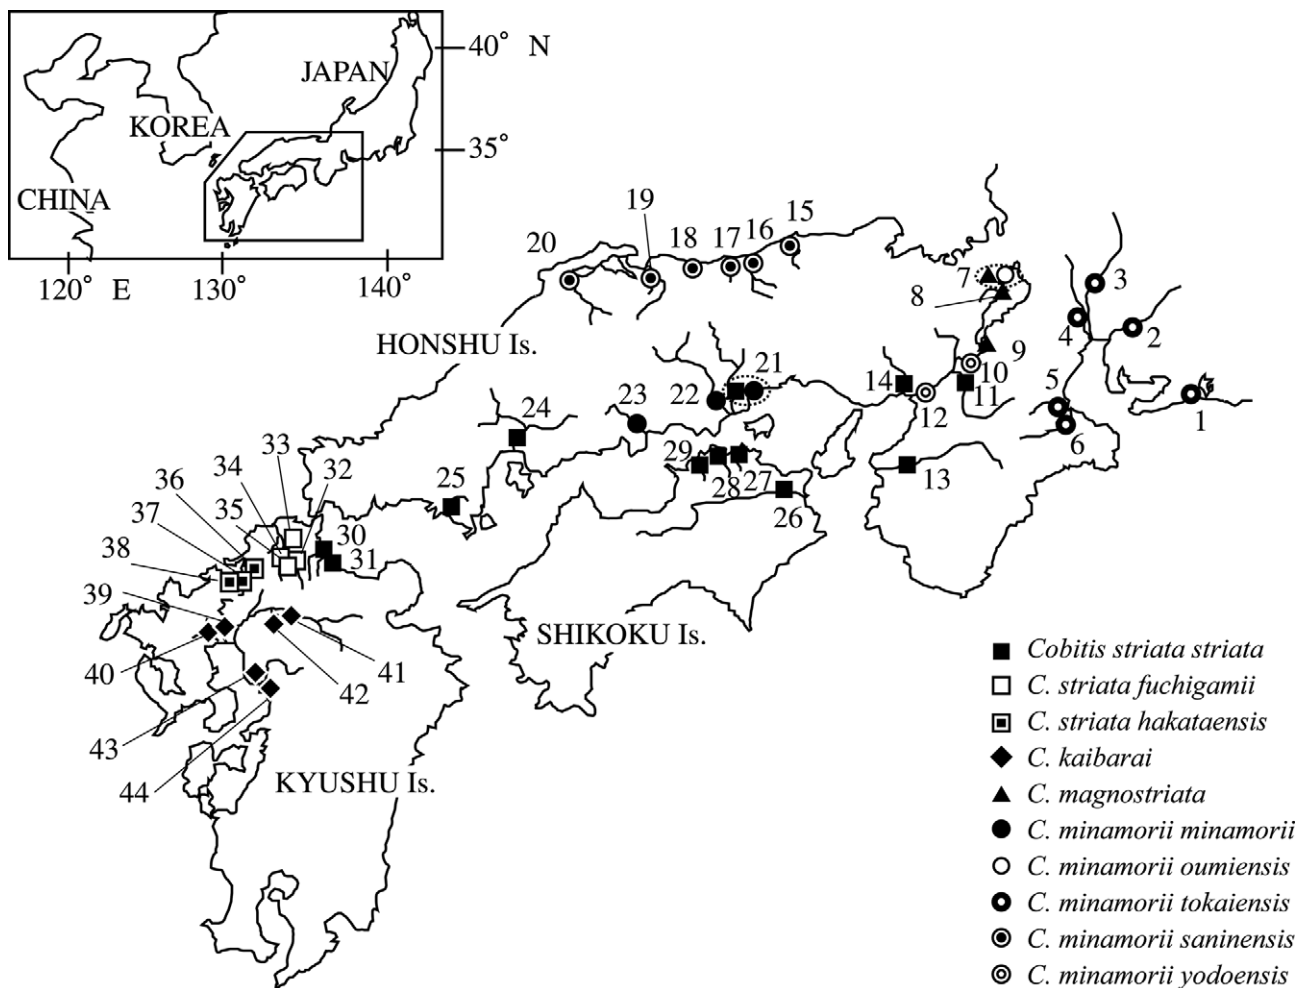 40° N
JAPAN
KOREA
35°
CHINA
120° E
130°
140°
19
18
17
16
15
20
7
8
3
4
2
HONSHU Is.
9
10
21
14
22
11
12
5
1
23
6
24
29
13
25
28
27
26
33
34
32
36
35
37
30
38
31
39
SHIKOKU Is.
40
41
42
43
44
KYUSHU Is.
Cobitis striata striata
C. striata fuchigamii
C. striata hakataensis
C. kaibarai
C. magnostriata
C. minamorii minamorii
C. minamorii oumiensis
C. minamorii tokaiensis
C. minamorii saninensis
C. minamorii yodoensis